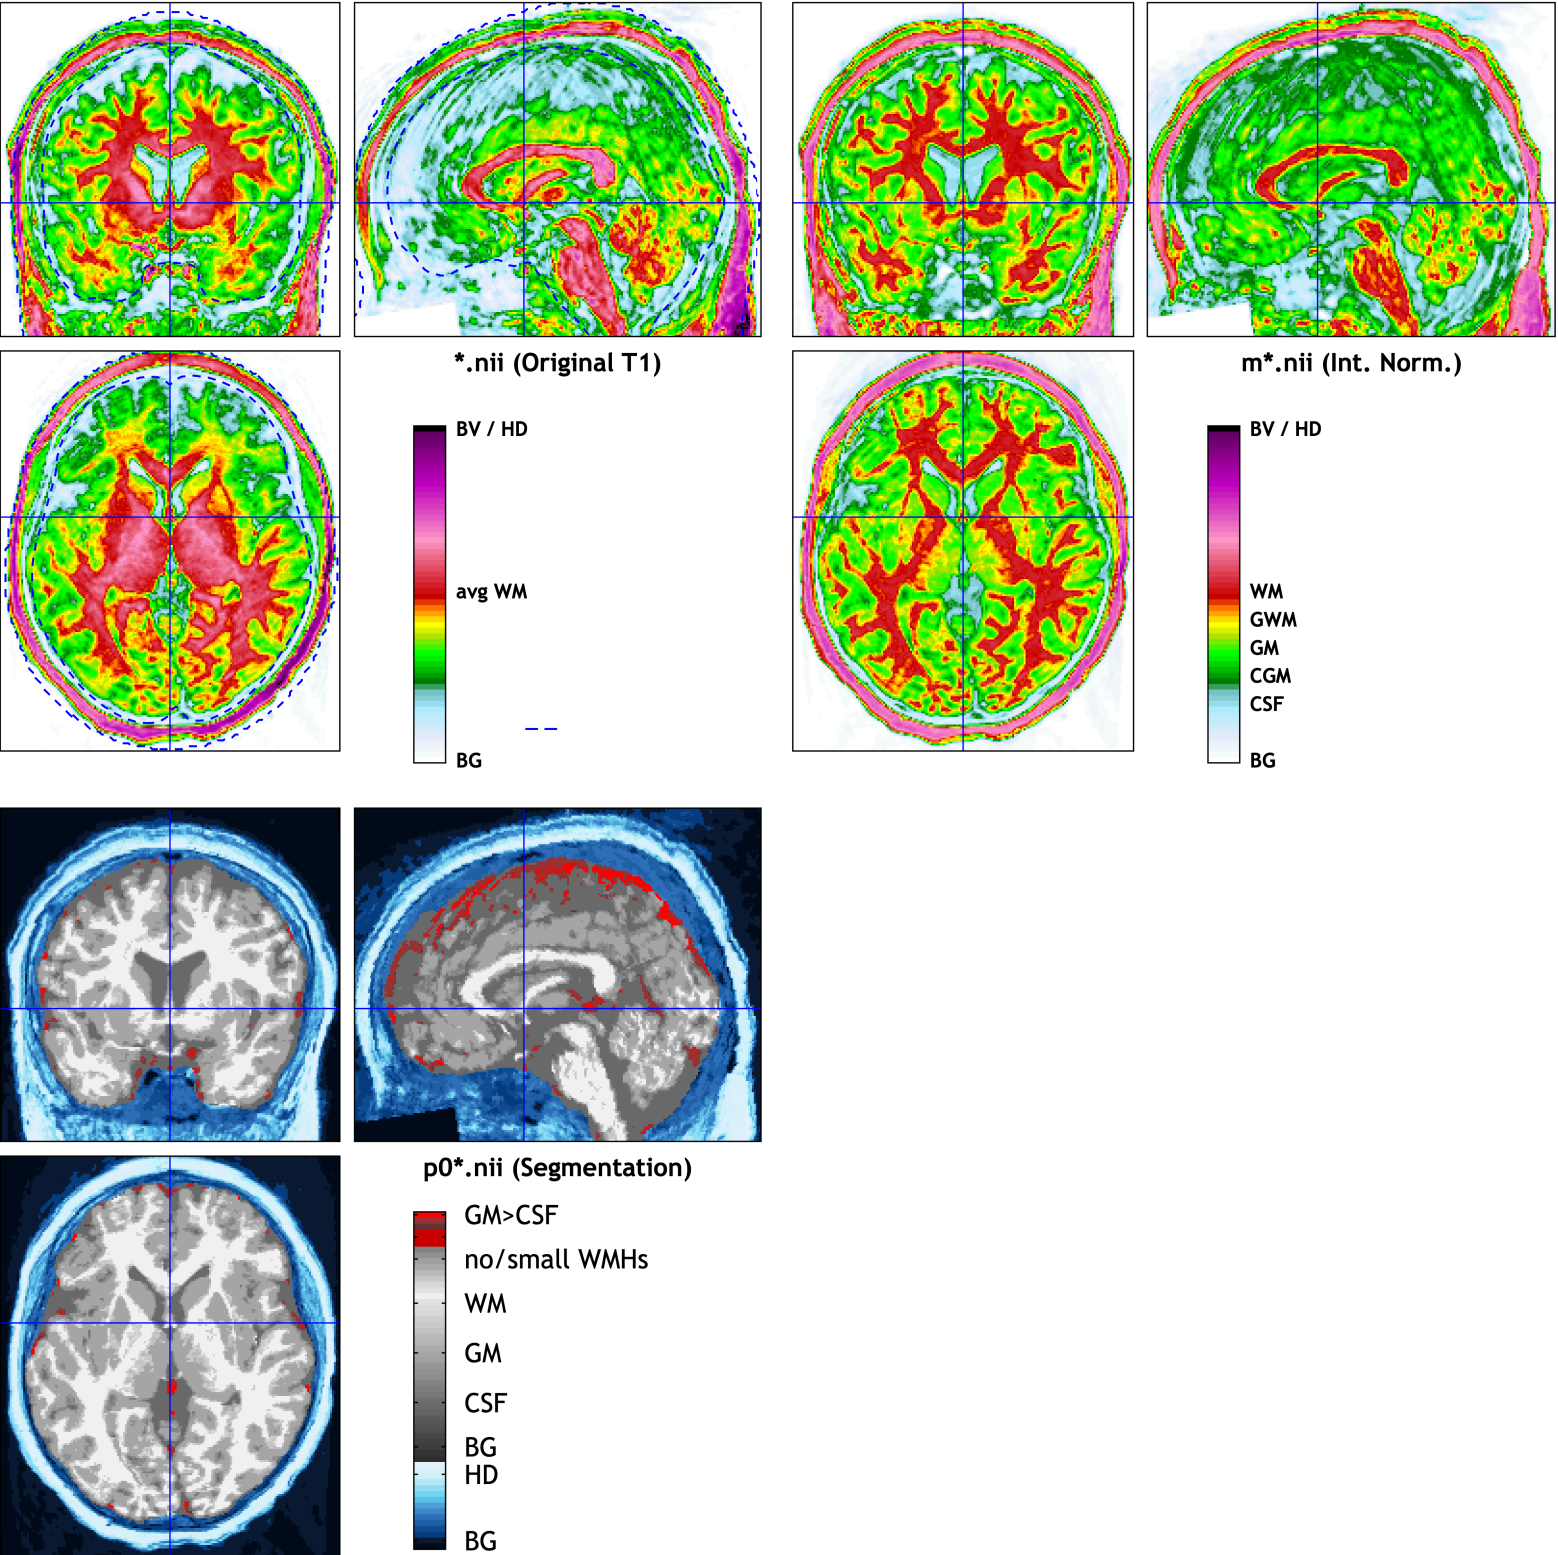 *.nii (Original T1)
BV / HD
avg WM
BG
m*.nii (Int. Norm.)
BV / HD
WM
GWM
GM
CGM
CSF
BG
p0*.nii (Segmentation)
GM>CSF
no/small WMHs
WM
GM
CSF
BG
HD
BG